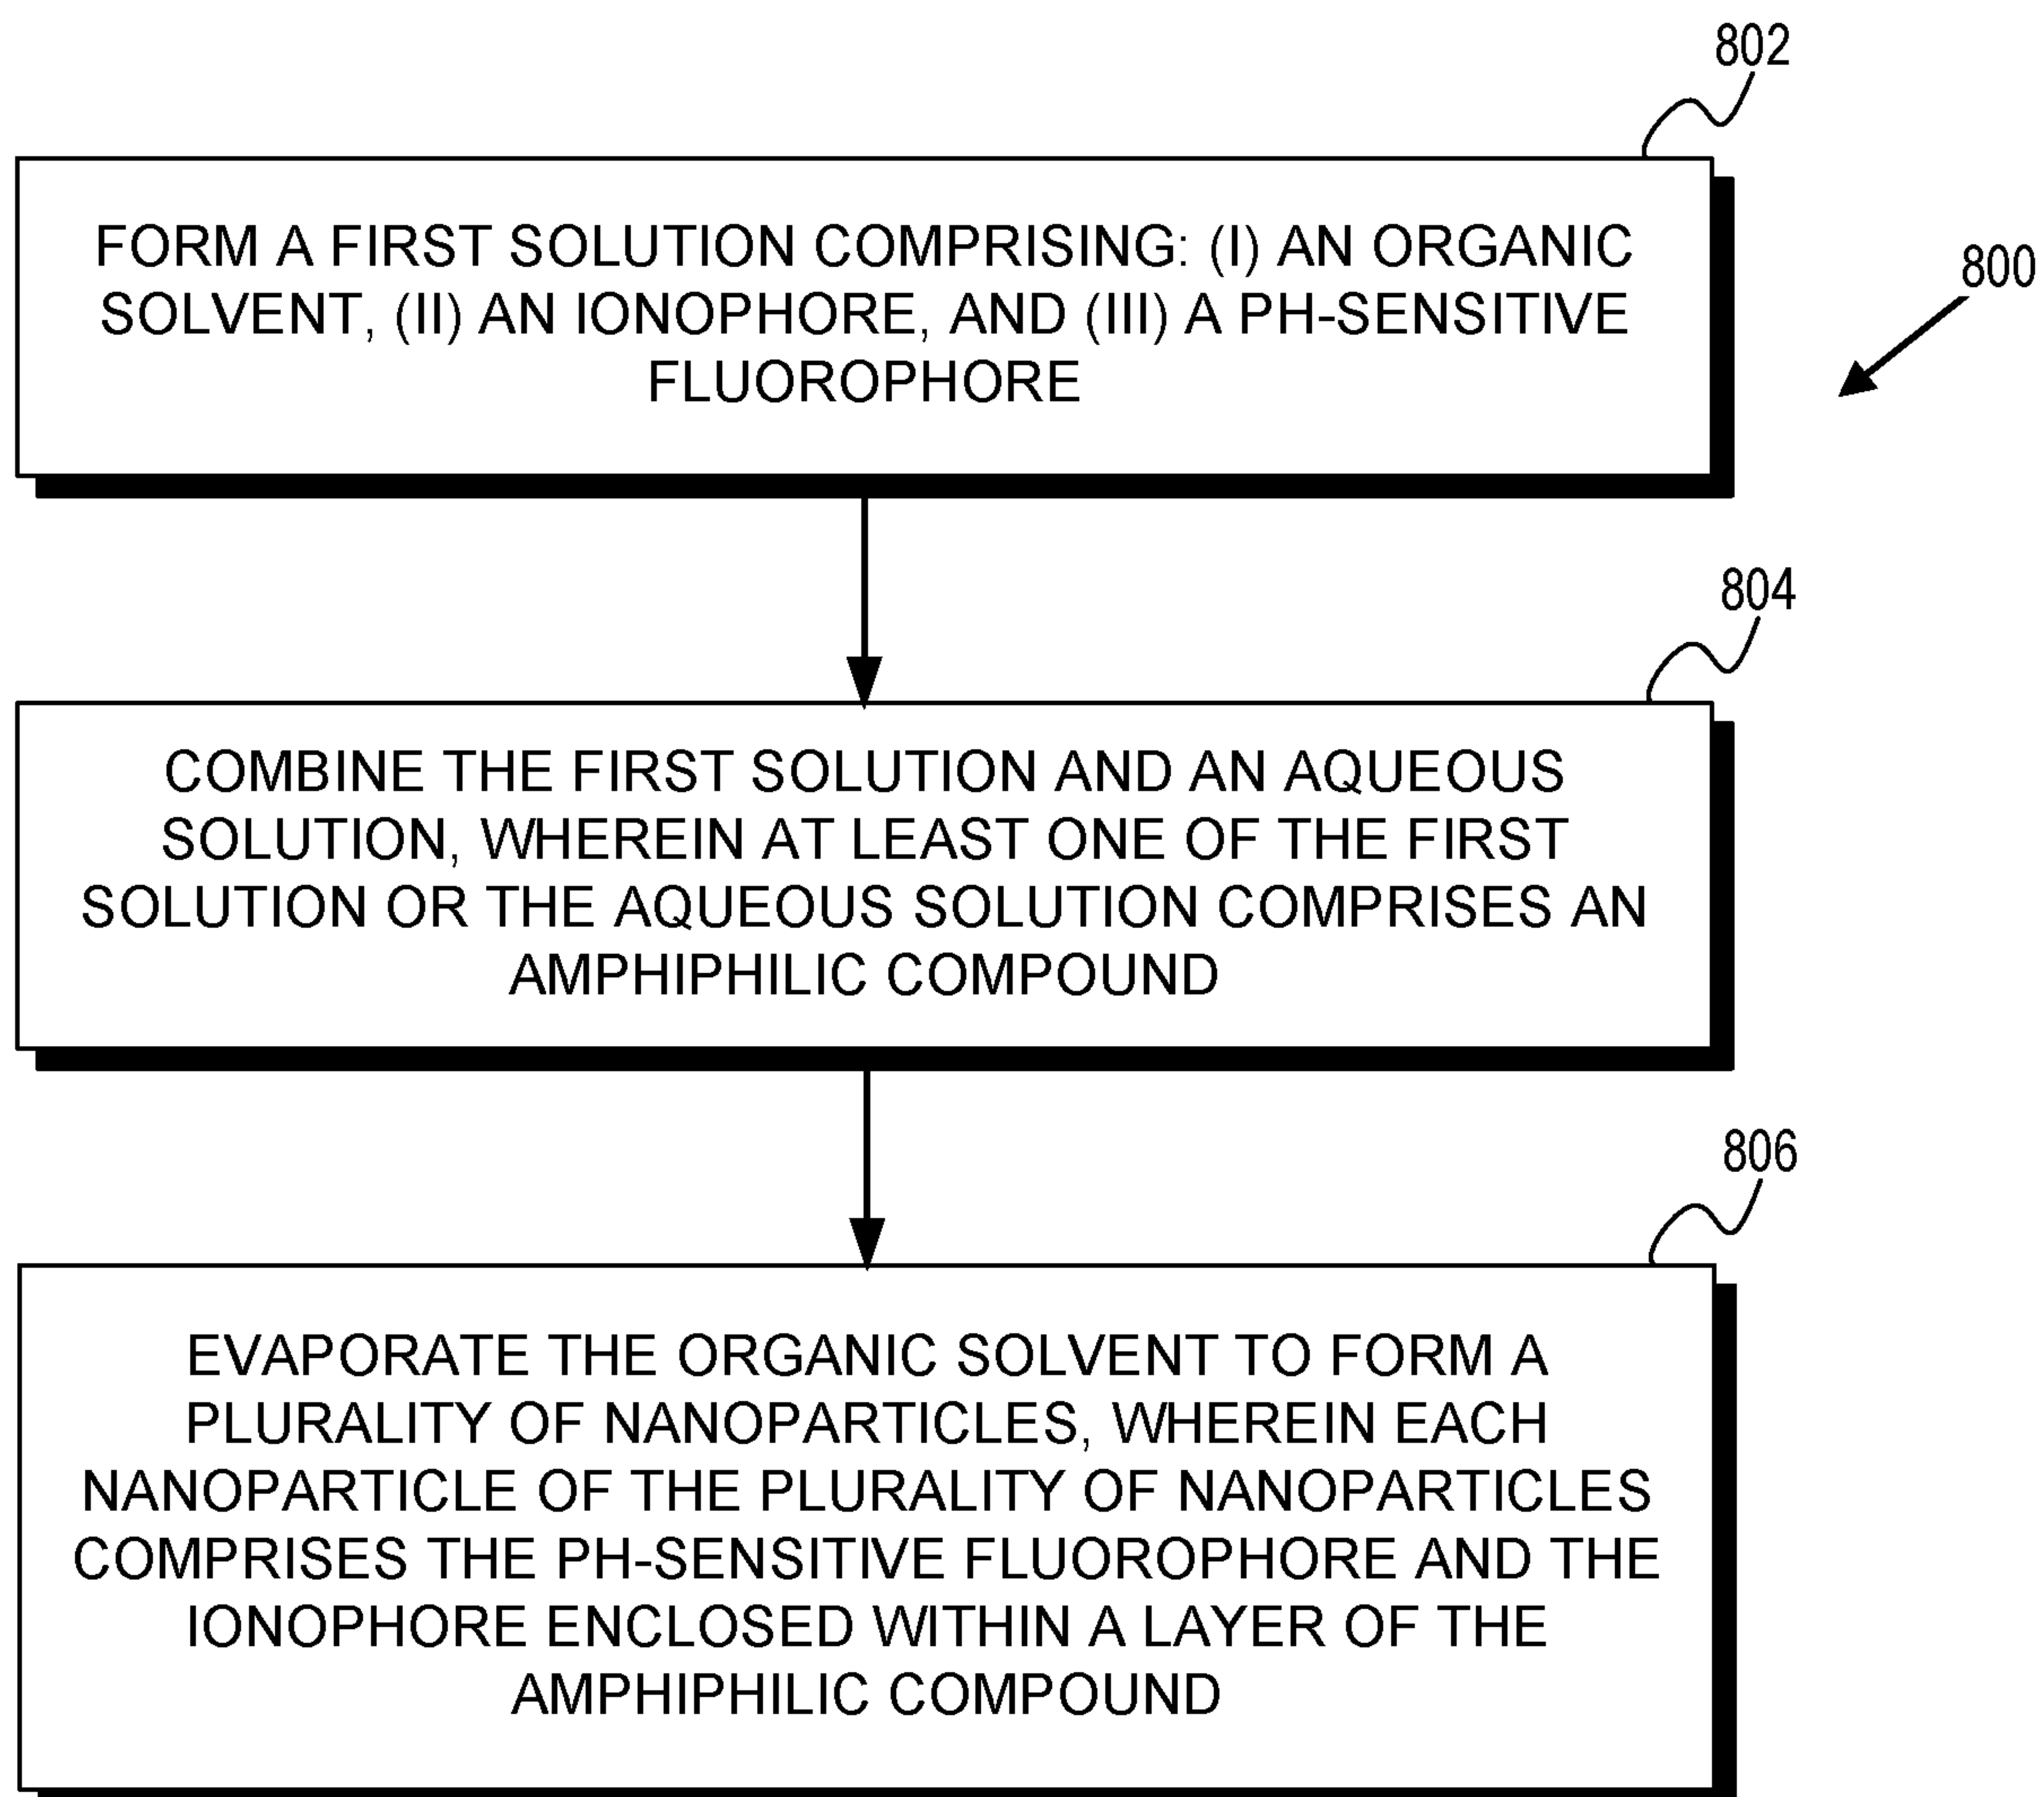 802
FORM A FIRST SOLUTION COMPRISING: (I) AN ORGANIC
SOLVENT, (II) AN IONOPHORE, AND (III) A PH-SENSITIVE
FLUOROPHORE
800
804
COMBINE THE FIRST SOLUTION AND AN AQUEOUS
SOLUTION, WHEREIN AT LEAST ONE OF THE FIRST
SOLUTION OR THE AQUEOUS SOLUTION COMPRISES AN
AMPHIPHILIC COMPOUND
806
EVAPORATE THE ORGANIC SOLVENT TO FORM A
PLURALITY OF NANOPARTICLES, WHEREIN EACH
NANOPARTICLE OF THE PLURALITY OF NANOPARTICLES
COMPRISES THE PH-SENSITIVE FLUOROPHORE AND THE
IONOPHORE ENCLOSED WITHIN A LAYER OF THE
AMPHIPHILIC COMPOUND